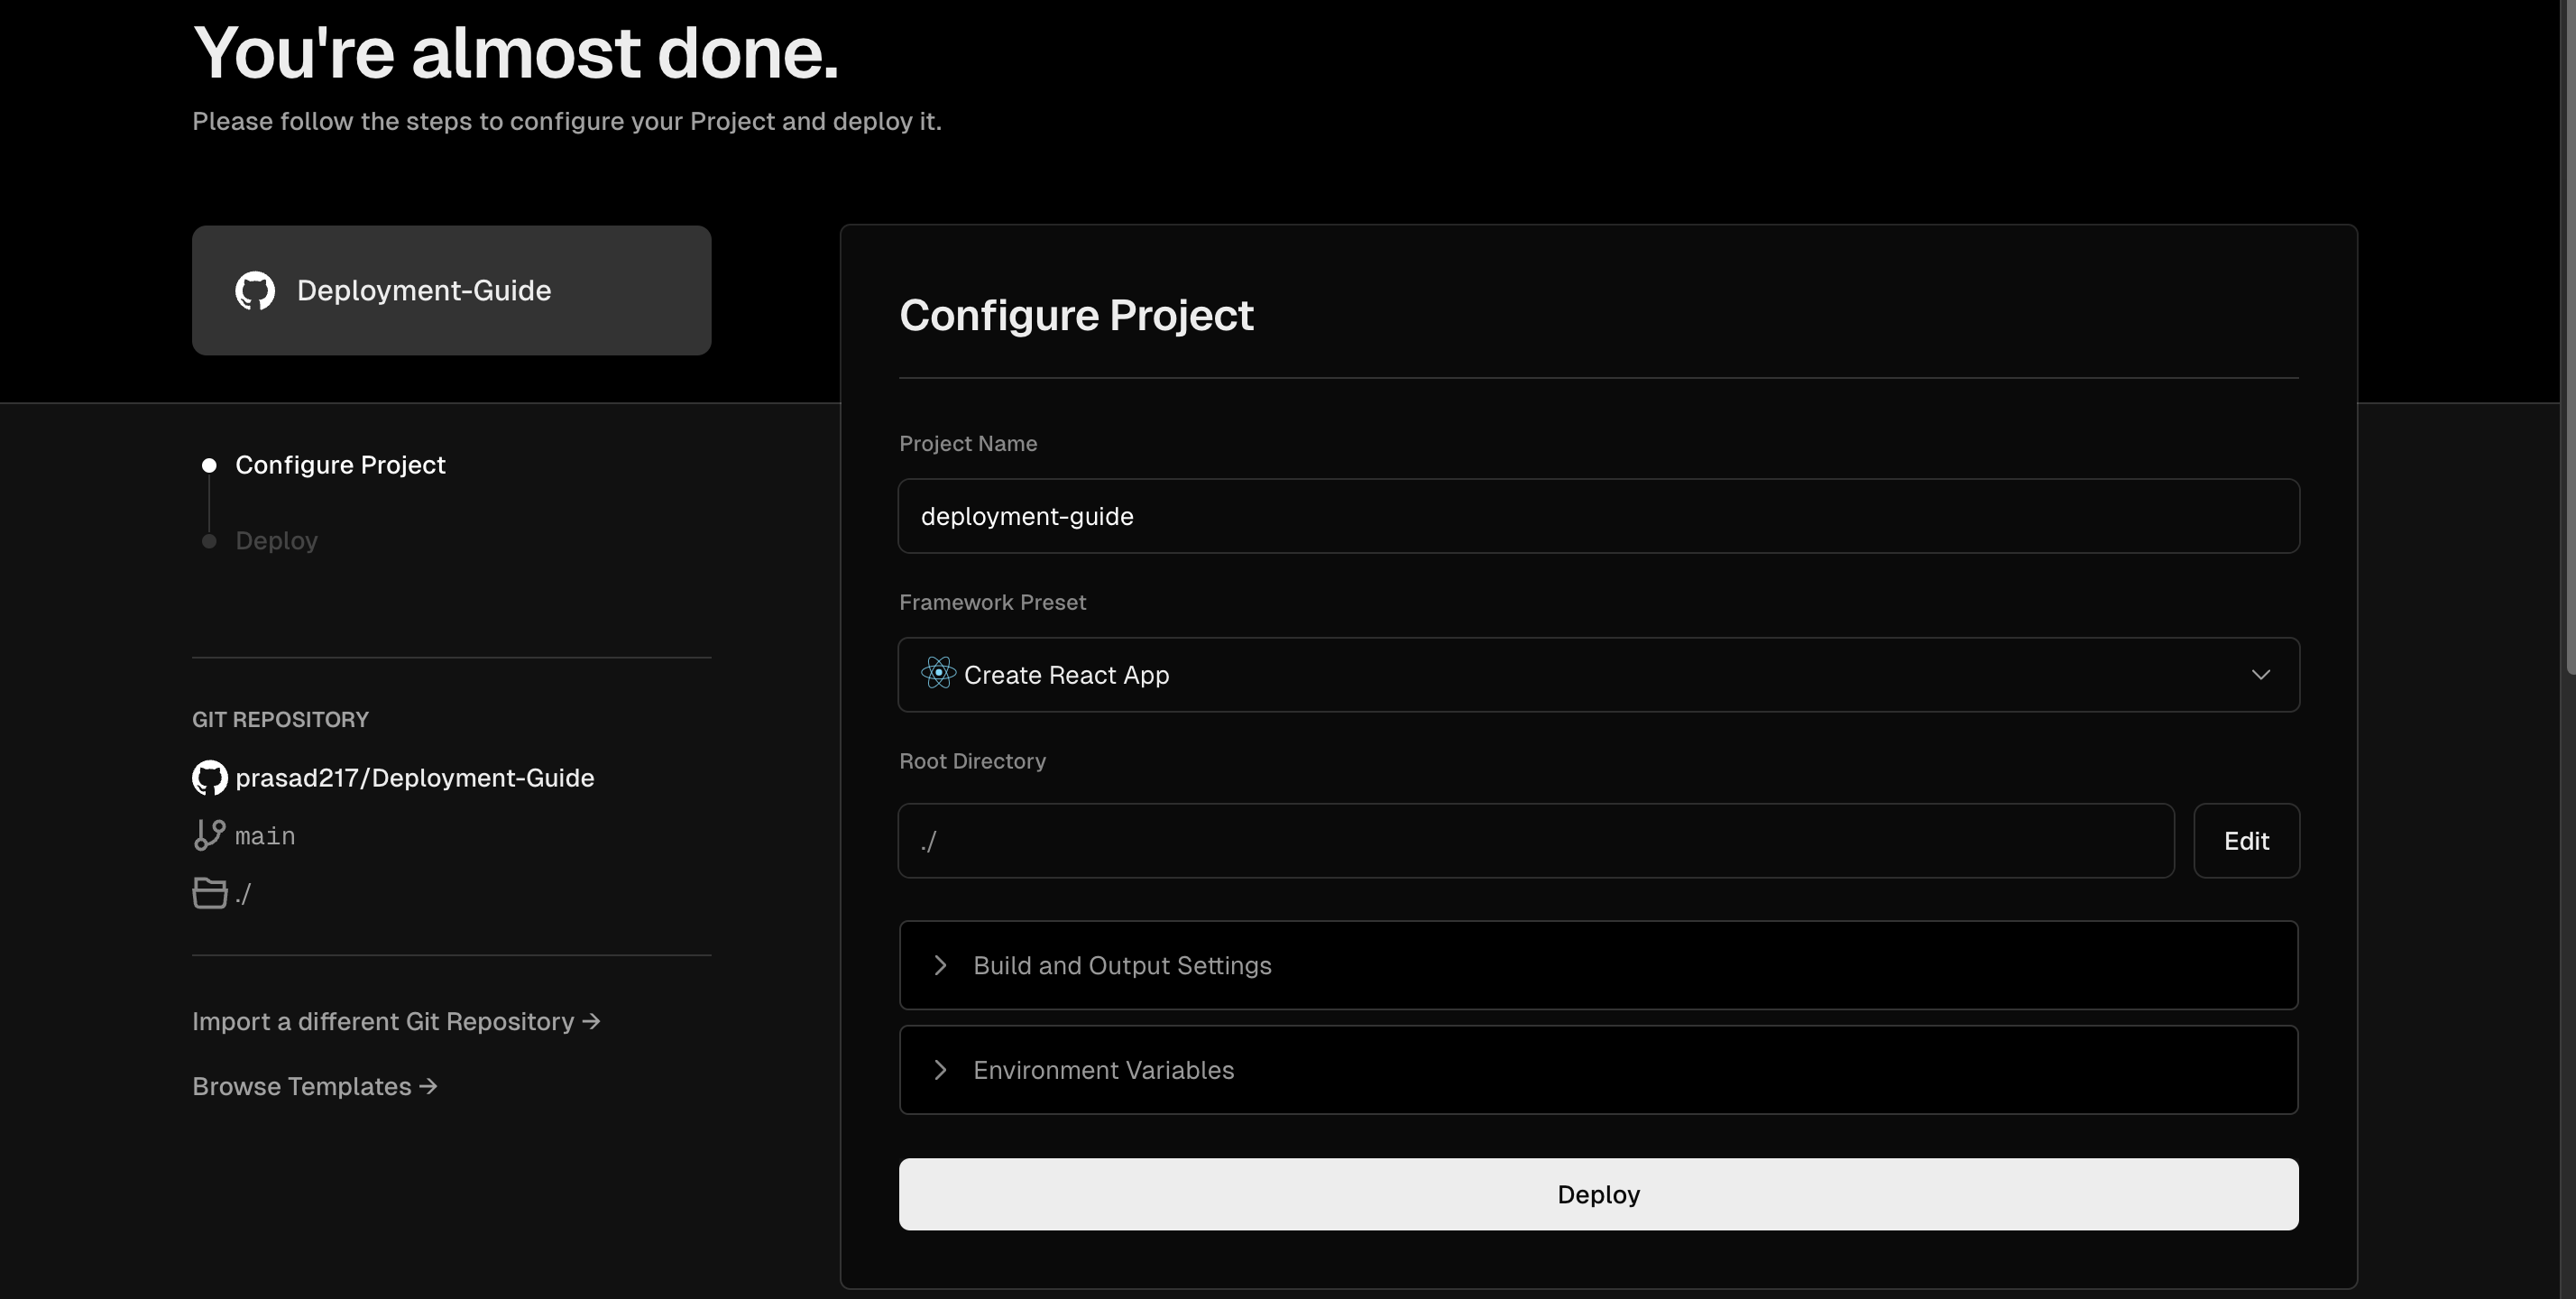 You're almost done.
Please follow the steps to configure your Project and deploy it.
Deployment-Guide
Configure Project
Deploy
GIT REPOSITORY
prasad217/Deployment-Guide
main
./
Import a different Git Repository →
Browse Templates →
Configure Project
Project Name
deployment-guide
Framework Preset
Create React App
Root Directory
./
Edit
Build and Output Settings
Environment Variables
Deploy